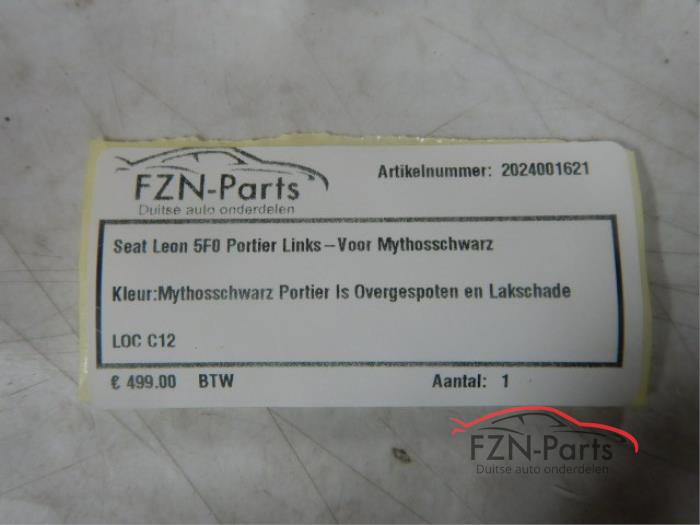 FZN-Parts
Duitse auto onderdelen
Artikelnummer: 2024001621
Seat Leon 5F0 Portier Links-Voor Mythosschwarz
Kleur:Mythosschwarz Portier Is Overgespoten en Lakschade
LOC C12
€ 499.00 BTW Aantal: 1
FZN-Parts
Duitse auto onderdelen